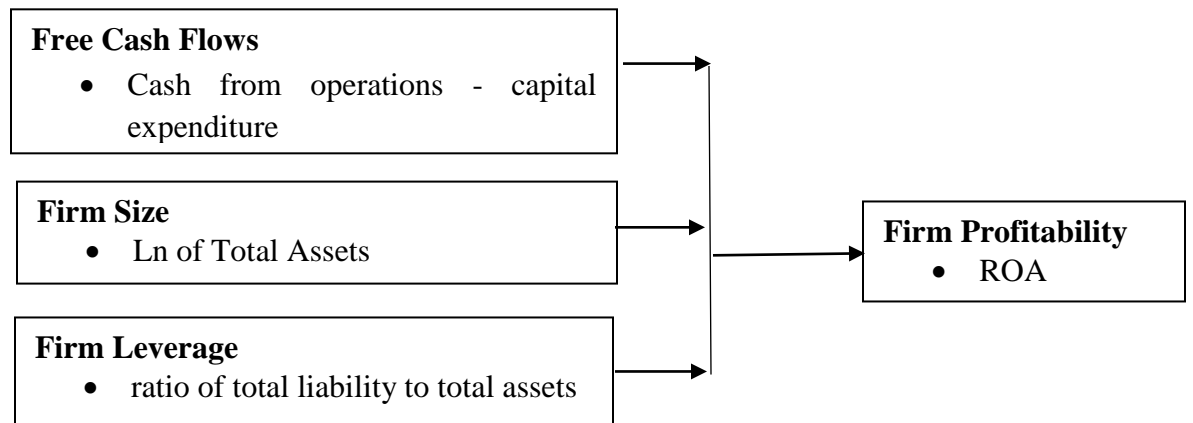 Free Cash Flows
• Cash from operations - capital
expenditure
Firm Size
• Ln of Total Assets
Firm Leverage
• ratio of total liability to total assets
Firm Profitability
• ROA